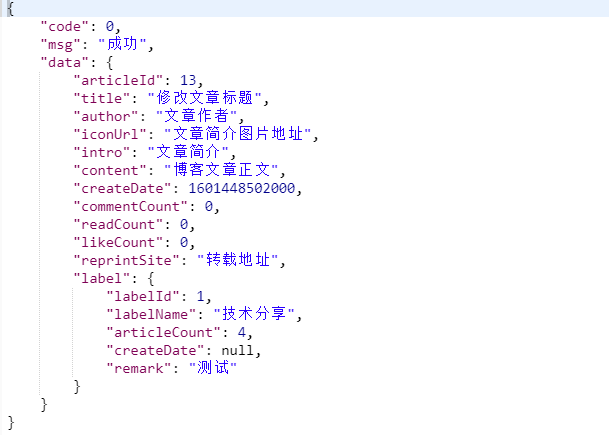 {
    "code": 0,
    "msg": "成功",
    "data": {
        "articleId": 13,
        "title": "修改文章标题",
        "author": "文章作者",
        "iconUrl": "文章简介图片地址",
        "intro": "文章简介",
        "content": "博客文章正文",
        "createDate": 1601448502000,
        "commentCount": 0,
        "readCount": 0,
        "likeCount": 0,
        "reprintSite": "转载地址",
        "label": {
            "labelId": 1,
            "labelName": "技术分享",
            "articleCount": 4,
            "createDate": null,
            "remark": "测试"
        }
    }
}